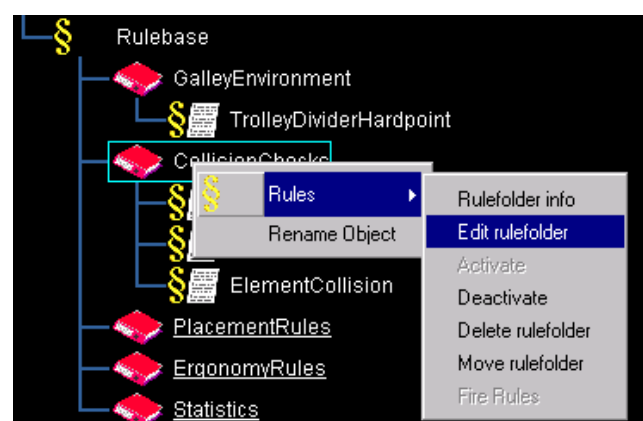 § Rulebase
GalleyEnvironment
§ TrolleyDividerHardpoint
CollisionChecks
§ Rules
Rename Object
§
§
§ ElementCollision
PlacementRules
ErgonomyRules
Statistics
Rulefolder info
Edit rulefolder
Activate
Deactivate
Delete rulefolder
Move rulefolder
Fire Rules